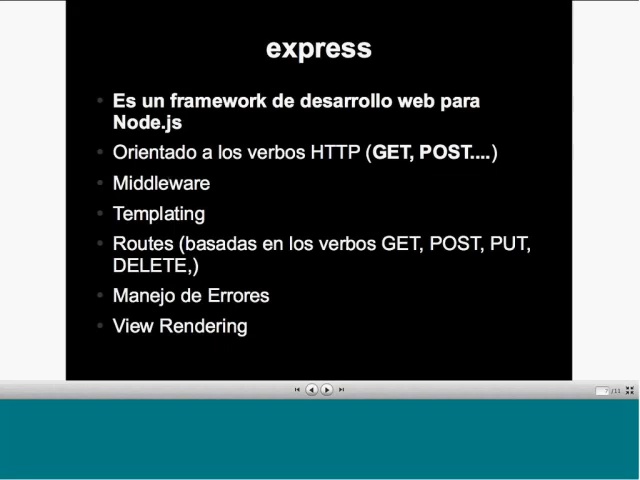 express
Es un framework de desarrollo web para
Node.js
Orientado a los verbos HTTP (GET, POST....)
Middleware
Templating
Routes (basadas en los verbos GET, POST, PUT,
DELETE,)
Manejo de Errores
View Rendering
/11